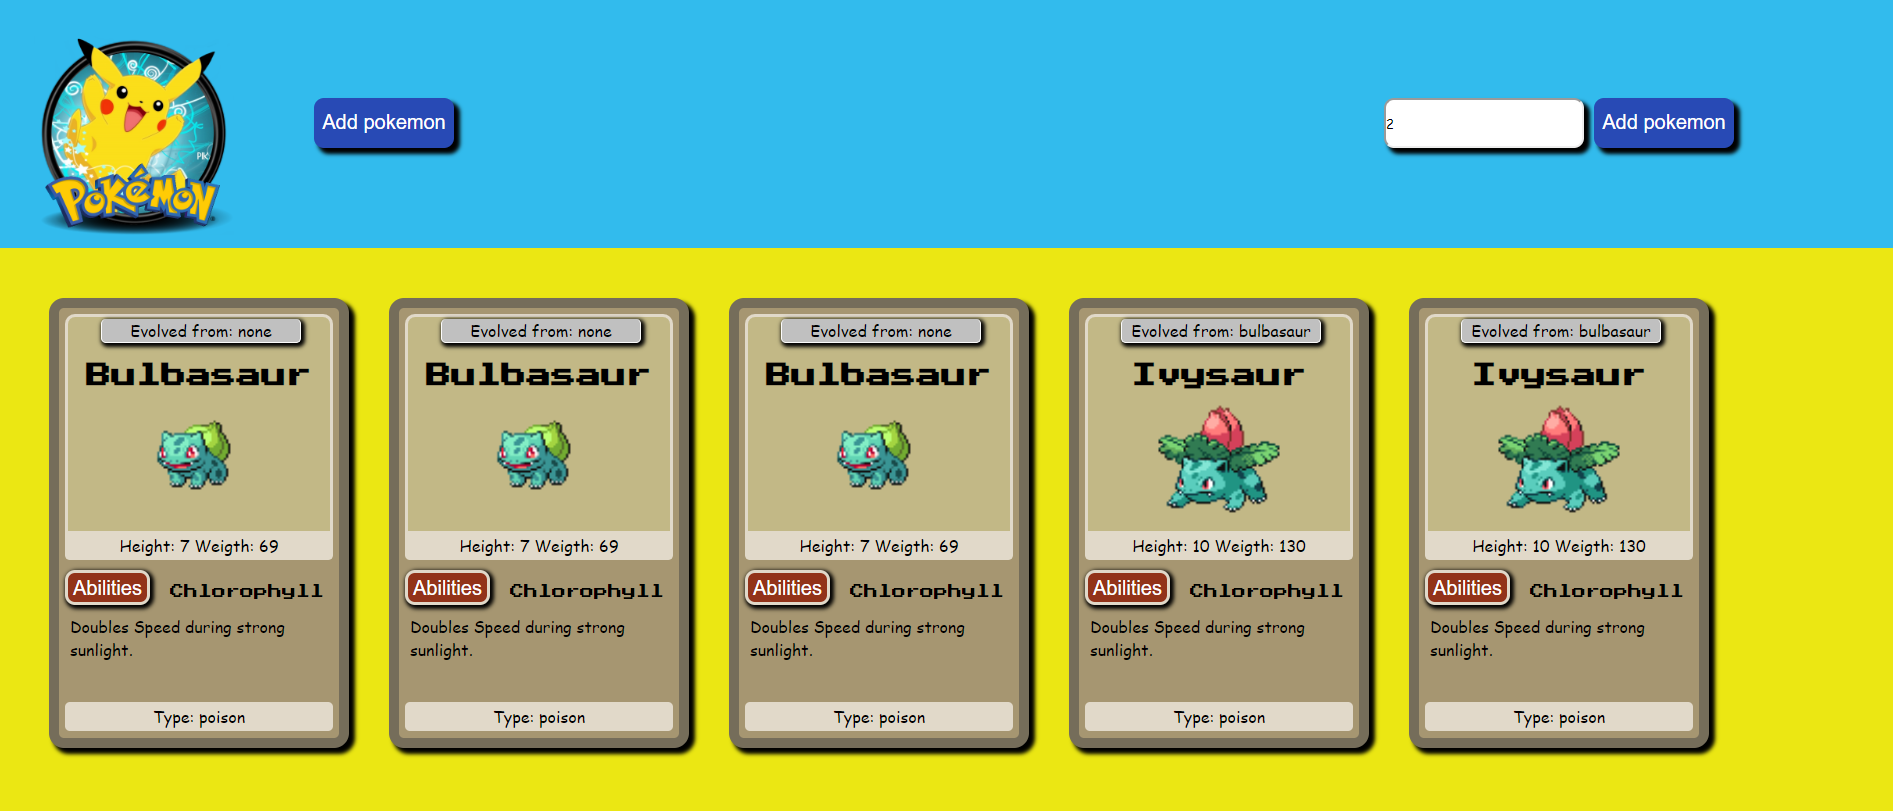 PK
POKéMON
Add pokemon
2
Add pokemon
Evolved from: none
Bulbasaur
Height: 7 Weigth: 69
Abilities
Chlorophyll
Doubles Speed during strong
sunlight.
Type: poison
Evolved from: none
Bulbasaur
Height: 7 Weigth: 69
Abilities
Chlorophyll
Doubles Speed during strong
sunlight.
Type: poison
Evolved from: none
Bulbasaur
Height: 7 Weigth: 69
Abilities
Chlorophyll
Doubles Speed during strong
sunlight.
Type: poison
Evolved from: bulbasaur
Ivysaur
Height: 10 Weigth: 130
Abilities
Chlorophyll
Doubles Speed during strong
sunlight.
Type: poison
Evolved from: bulbasaur
Ivysaur
Height: 10 Weigth: 130
Abilities
Chlorophyll
Doubles Speed during strong
sunlight.
Type: poison